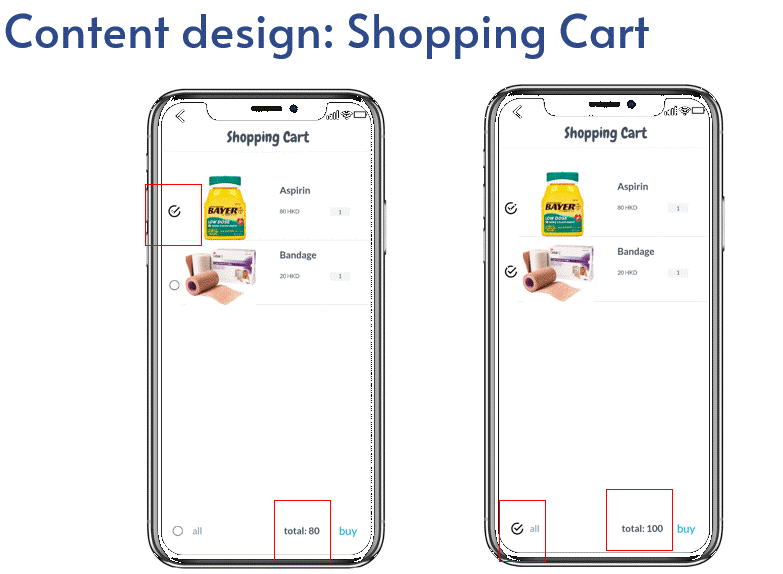 Content design: Shopping Cart
Shopping Cart
Aspirin
BAYER
LOW DOSE
80 HKD
1
Bandage
20 HKD
1
all
total: 80
buy
Shopping Cart
Aspirin
BAYER
LOW DOSE
80 HKD
1
Bandage
20 HKD
1
all
total: 100
buy